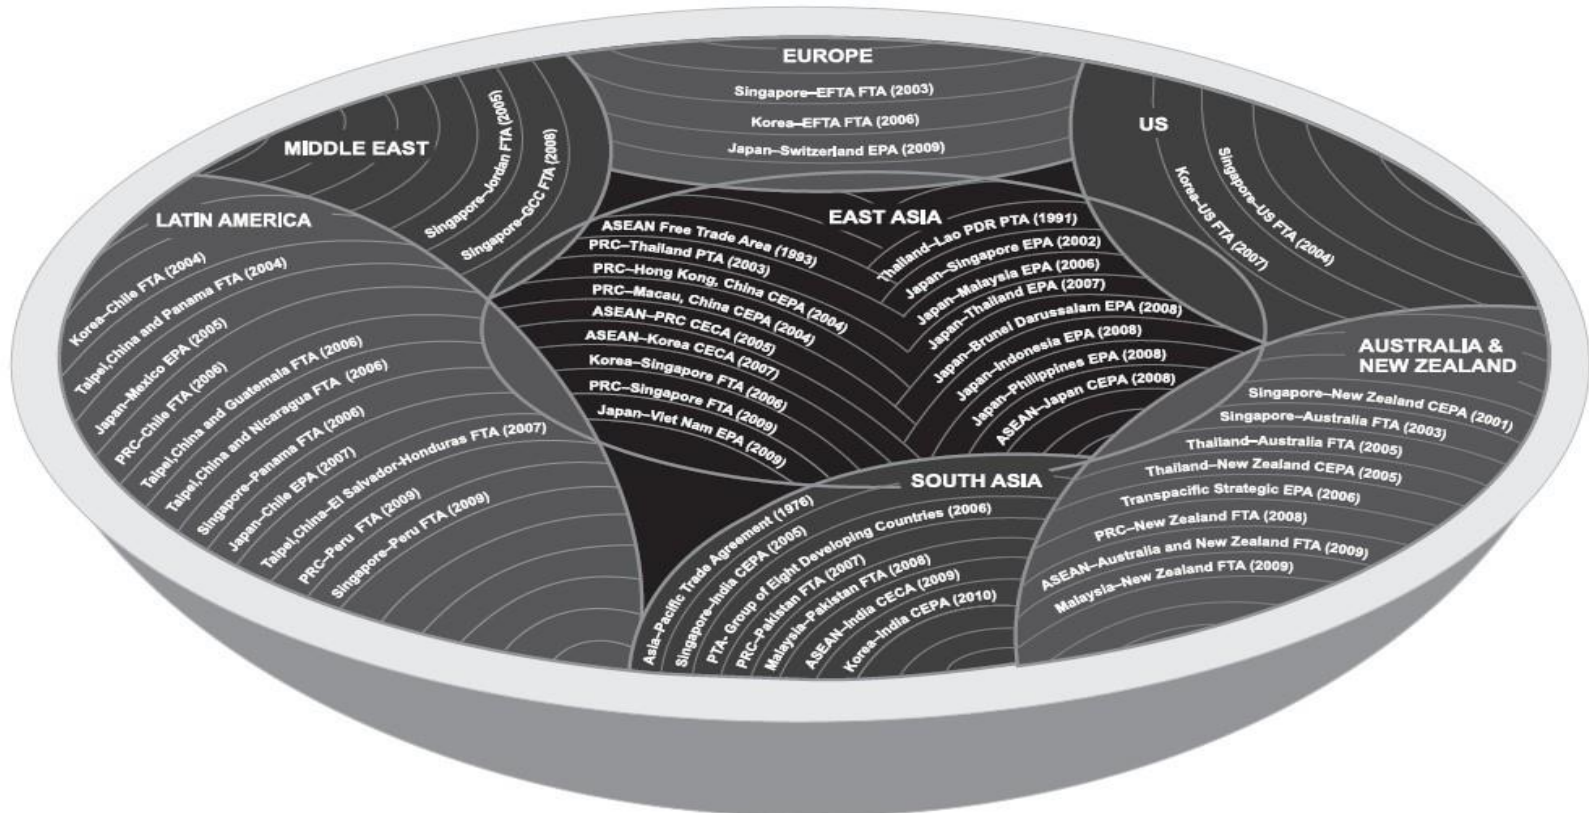 EUROPE
Singapore–EFTA FTA (2003)
Korea–EFTA FTA (2006)
Japan–Switzerland EPA (2009)
MIDDLE EAST
Singapore–Jordan FTA (2005)
Singapore–GCC FTA (2008)
US
Korea–US FTA (2007)
Singapore–US FTA (2004)
LATIN AMERICA
Korea–Chile FTA (2004)
Taipei,China and Panama FTA (2004)
Japan–Mexico EPA (2005)
PRC–Chile FTA (2006)
Taipei,China and Guatemala FTA (2006)
Taipei,China and Nicaragua FTA (2006)
Singapore–Panama FTA (2006)
Japan–Chile EPA (2007)
Taipei,China–El Salvador-Honduras FTA (2007)
PRC–Peru FTA (2009)
Singapore–Peru FTA (2009)
EAST ASIA
ASEAN Free Trade Area (1993)
PRC–Thailand PTA (2003)
PRC–Hong Kong, China CEPA (2004)
PRC–Macau, China CEPA (2004)
ASEAN–PRC CECA (2005)
ASEAN–Korea CECA (2007)
Korea–Singapore FTA (2006)
PRC–Singapore FTA (2009)
Japan–Viet Nam EPA (2009)
Thailand–Lao PDR PTA (1991)
Japan–Singapore EPA (2002)
Japan–Malaysia EPA (2006)
Japan–Thailand EPA (2007)
Japan–Brunei Darussalam EPA (2008)
Japan–Indonesia EPA (2008)
Japan–Philippines EPA (2008)
ASEAN–Japan CEPA (2008)
AUSTRALIA &
NEW ZEALAND
Singapore–New Zealand CEPA (2001)
Singapore–Australia FTA (2003)
Thailand–Australia FTA (2005)
Thailand–New Zealand CEPA (2005)
Transpacific Strategic EPA (2006)
PRC–New Zealand FTA (2008)
ASEAN–Australia and New Zealand FTA (2009)
Malaysia–New Zealand FTA (2009)
SOUTH ASIA
Asia–Pacific Trade Agreement (1976)
Singapore–India CEPA (2005)
PTA- Group of Eight Developing Countries (2006)
PRC–Pakistan FTA (2007)
Malaysia–Pakistan FTA (2008)
ASEAN–India CECA (2009)
Korea–India CEPA (2010)